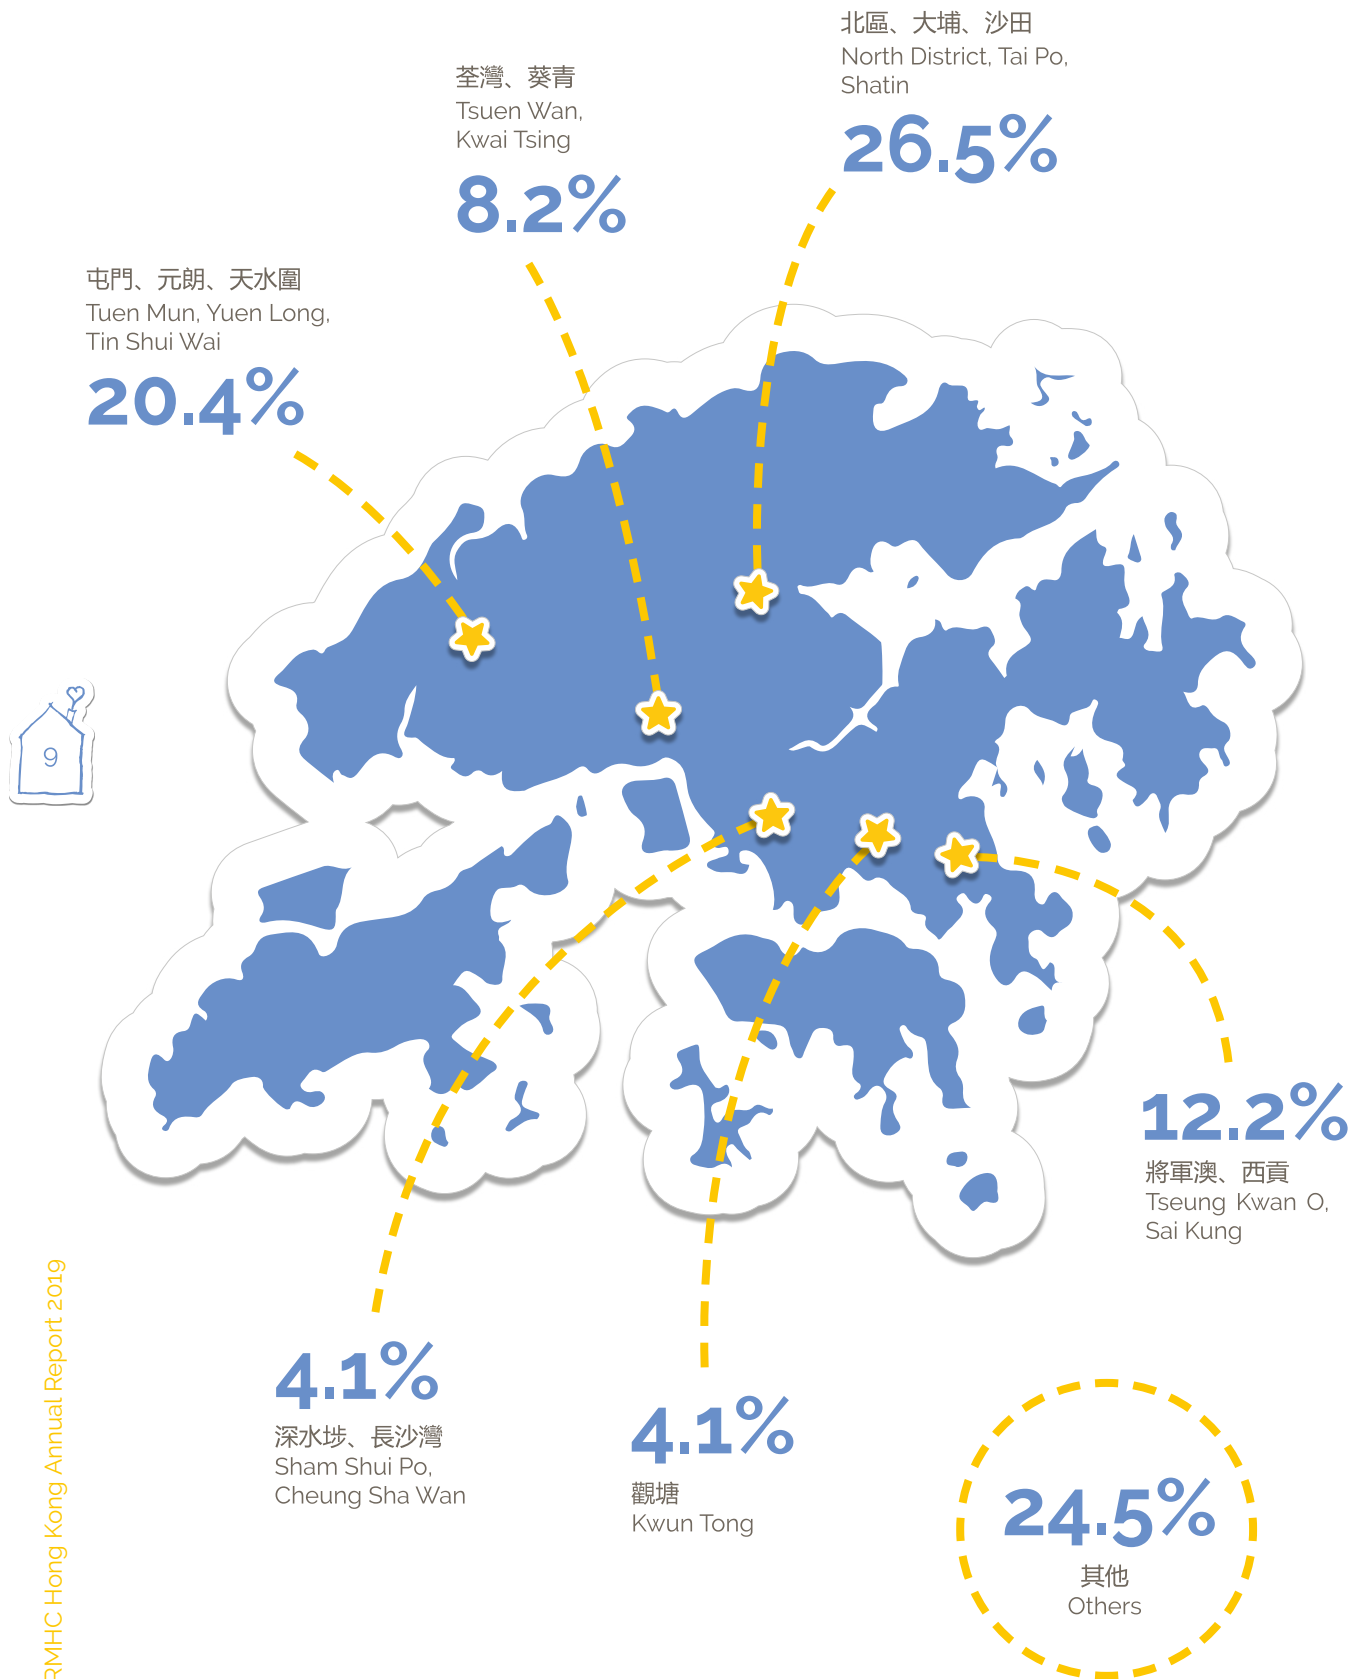 北區、大埔、沙田
North District, Tai Po,
Shatin
26.5%
荃灣、葵青
Tsuen Wan,
Kwai Tsing
8.2%
屯門、元朗、天水圍
Tuen Mun, Yuen Long,
Tin Shui Wai
20.4%
9
12.2%
將軍澳、西貢
Tseung Kwan O,
Sai Kung
4.1%
深水埗、長沙灣
Sham Shui Po,
Cheung Sha Wan
4.1%
觀塘
Kwun Tong
24.5%
其他
Others
RMHC Hong Kong Annual Report 2019